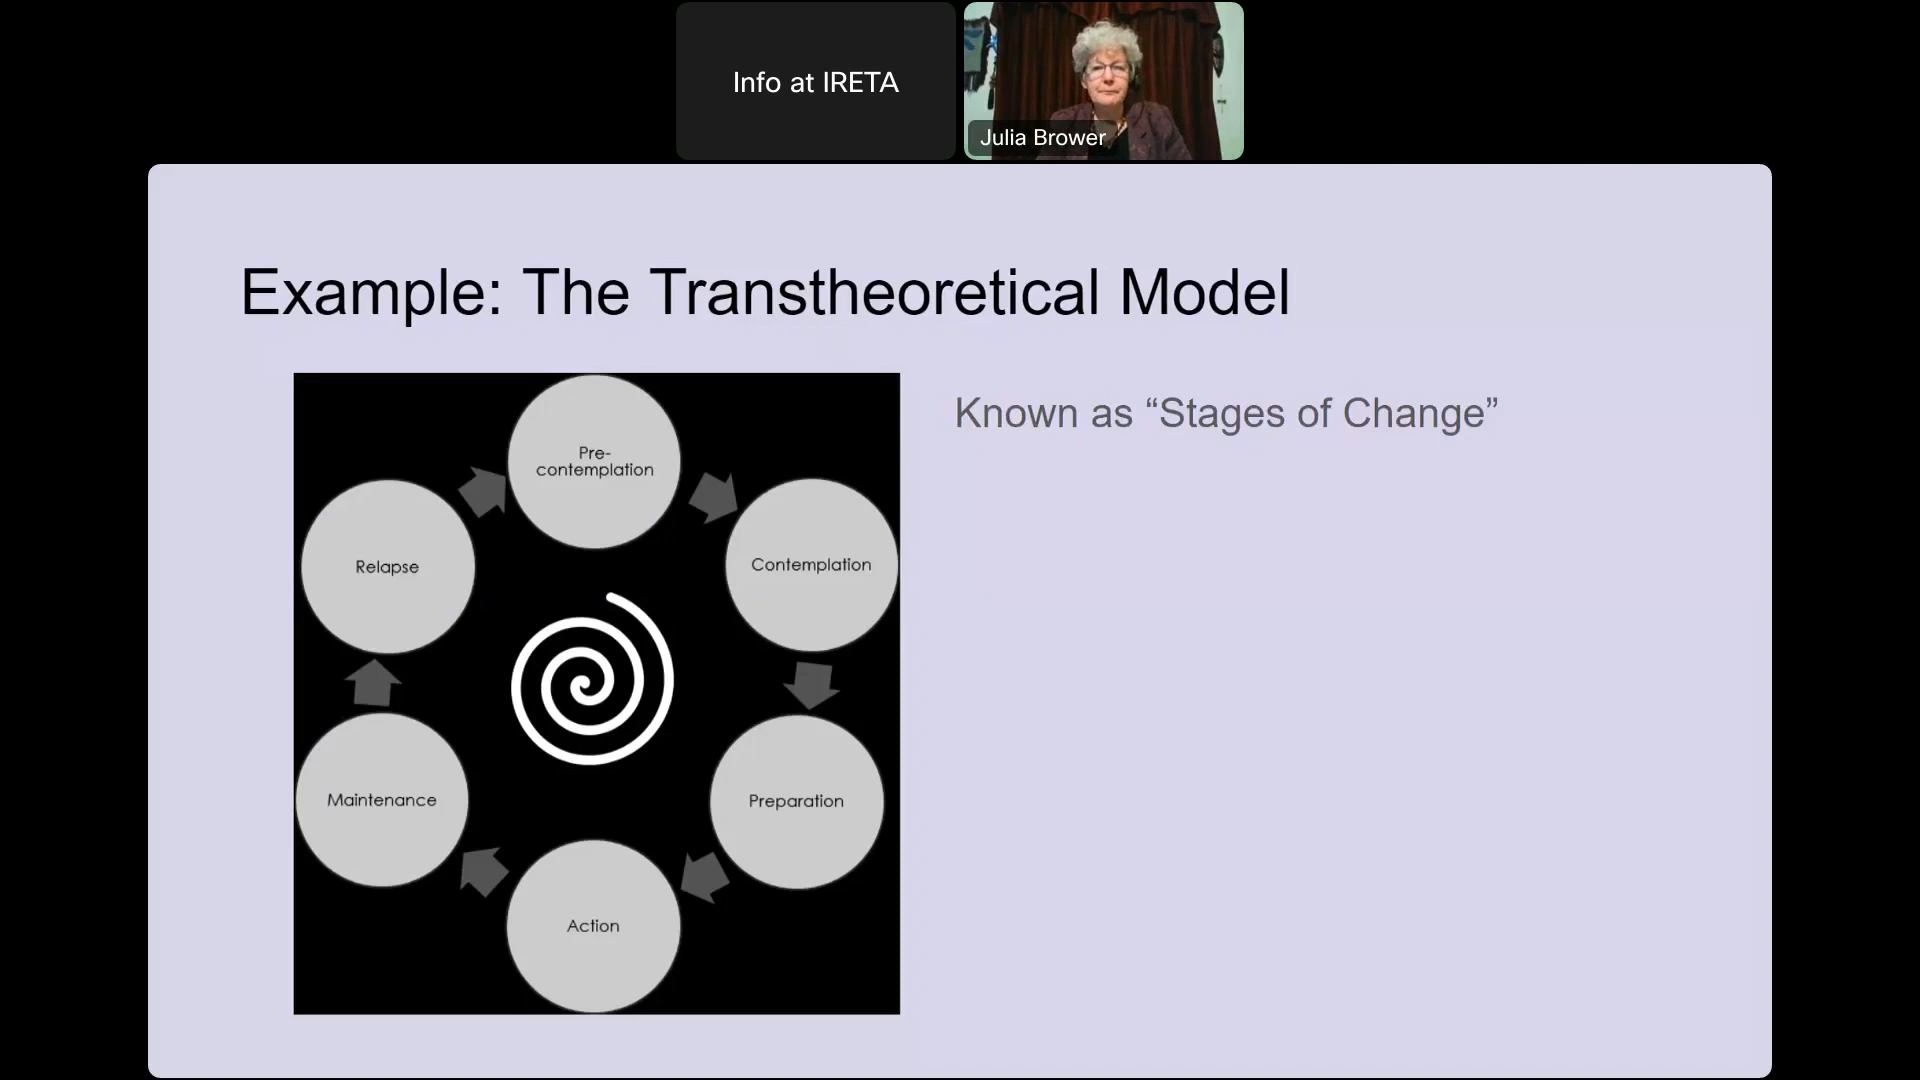 Info at IRETA
Julia Brower
Example: The Transtheoretical Model
Known as “Stages of Change”
Pre-
contemplation
Contemplation
Preparation
Action
Maintenance
Relapse